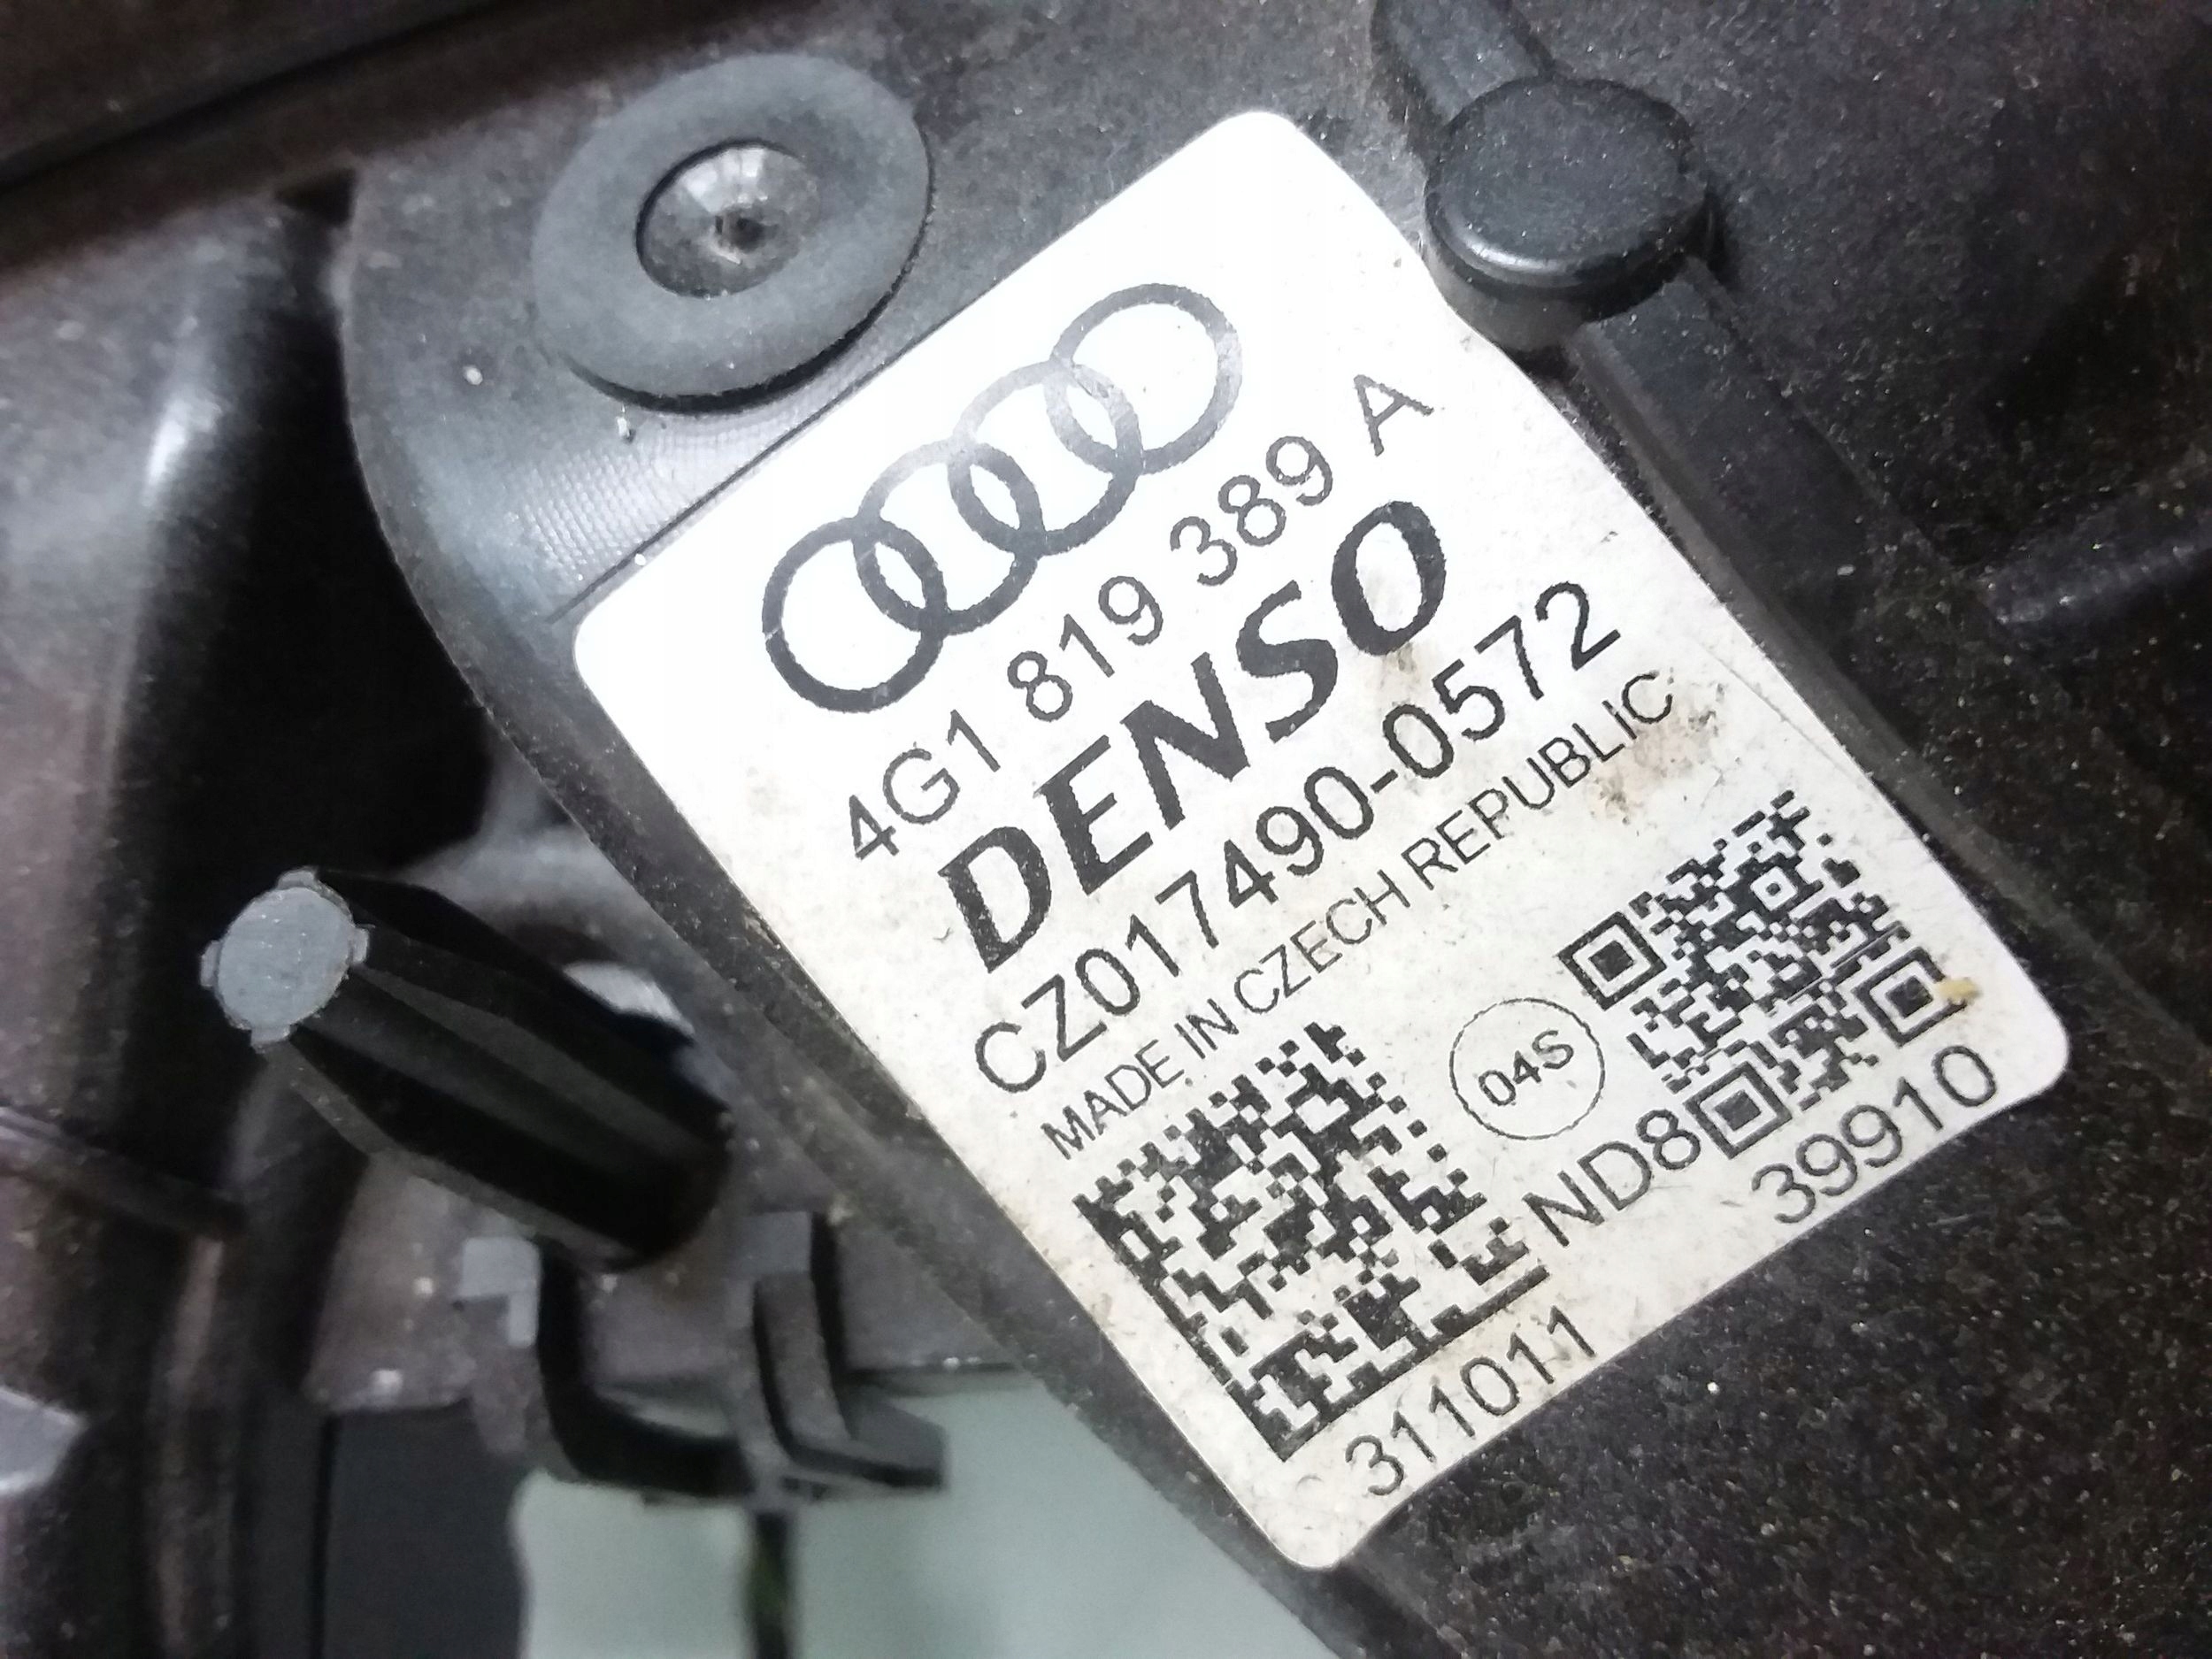 4G1 819 389 A
DENSO
CZ017490-0572
MADE IN CZECH REPUBLIC
04S
ND8
39910
311011